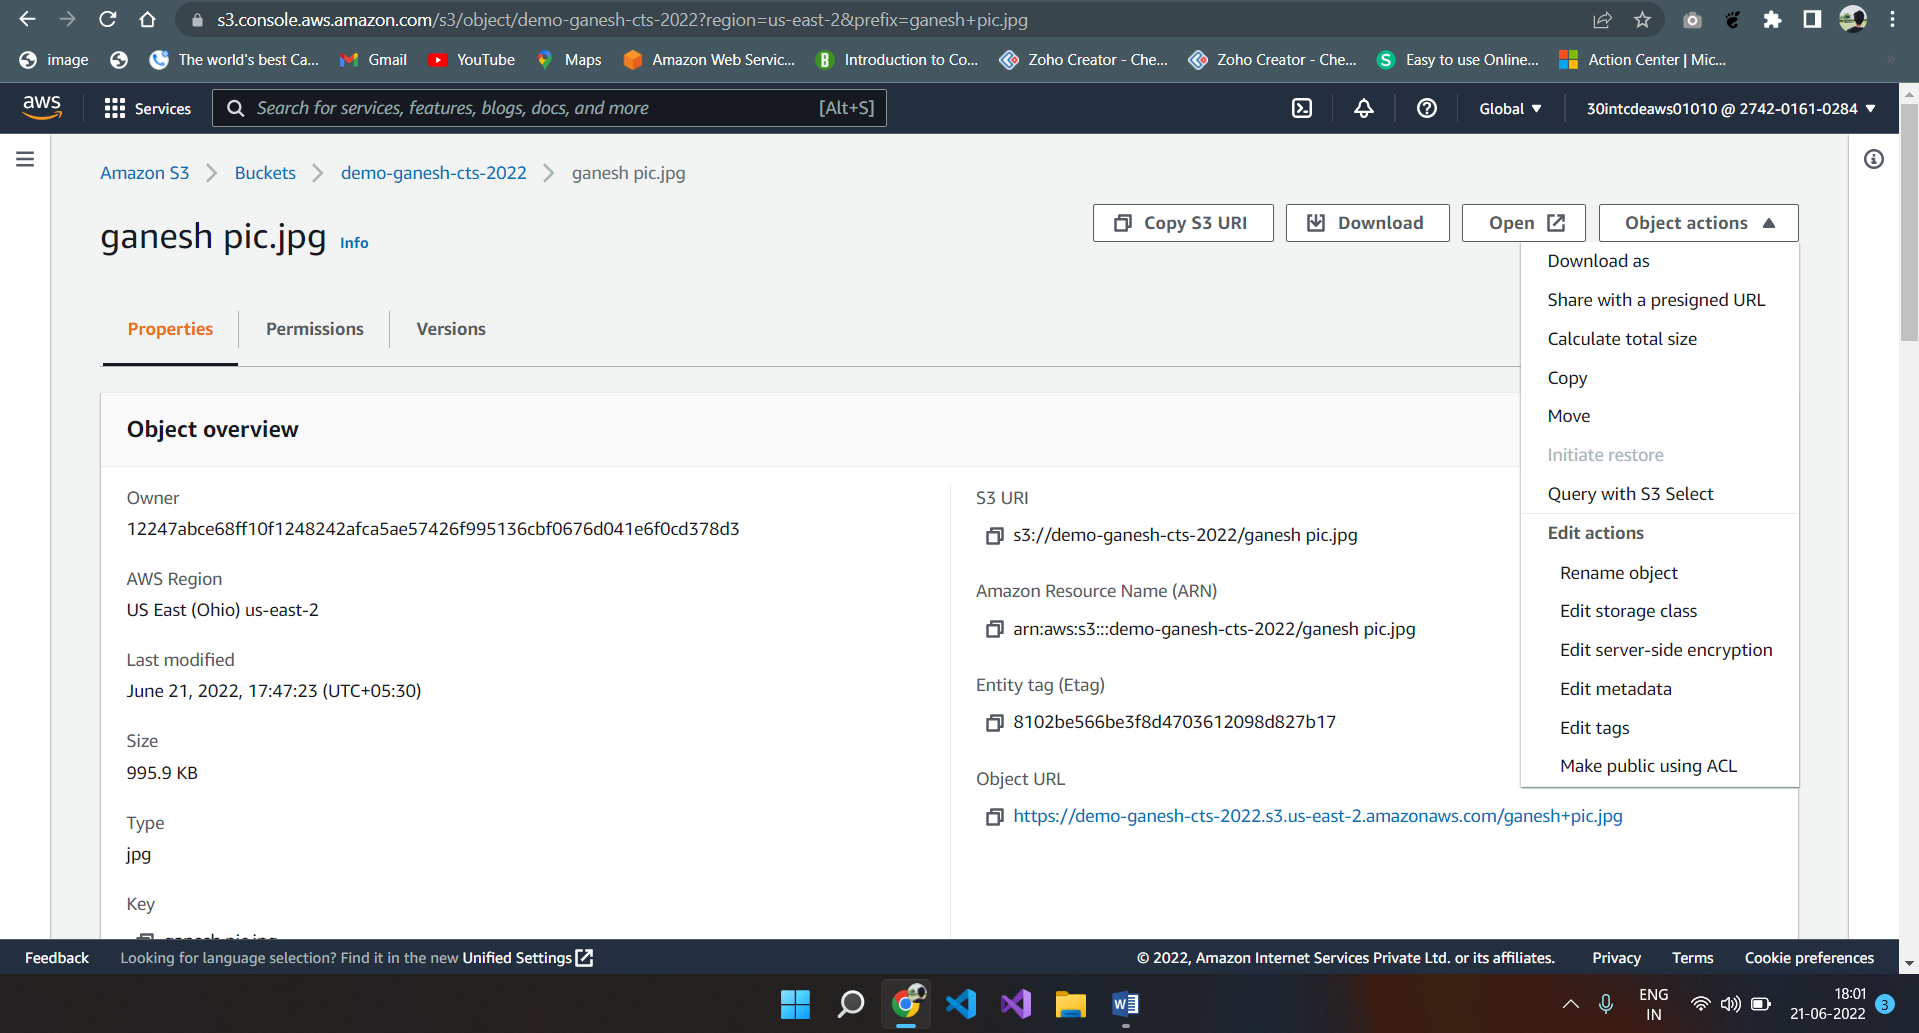 s3.console.aws.amazon.com/s3/object/demo-ganesh-cts-2022?region=us-east-2&prefix=ganesh+pic.jpg
image
The world's best Ca...
Gmail
YouTube
Maps
Amazon Web Servic...
Introduction to Co...
Zoho Creator - Che...
Zoho Creator - Che...
Easy to use Online...
Action Center | Mic...
aws
Services
Search for services, features, blogs, docs, and more
[Alt+S]
Global
30intcdeaws01010 @ 2742-0161-0284
Amazon S3
Buckets
demo-ganesh-cts-2022
ganesh pic.jpg
ganesh pic.jpg
Info
Copy S3 URI
Download
Open
Object actions
Download as
Share with a presigned URL
Calculate total size
Copy
Move
Initiate restore
Query with S3 Select
Edit actions
Rename object
Edit storage class
Edit server-side encryption
Edit metadata
Edit tags
Make public using ACL
Properties
Permissions
Versions
Object overview
Owner
12247abce68ff10f1248242afca5ae57426f995136cbf0676d041e6f0cd378d3
AWS Region
US East (Ohio) us-east-2
Last modified
June 21, 2022, 17:47:23 (UTC+05:30)
Size
995.9 KB
Type
jpg
Key
ganesh pic.jpg
S3 URI
s3://demo-ganesh-cts-2022/ganesh pic.jpg
Amazon Resource Name (ARN)
arn:aws:s3:::demo-ganesh-cts-2022/ganesh pic.jpg
Entity tag (Etag)
8102be566be3f8d4703612098d827b17
Object URL
https://demo-ganesh-cts-2022.s3.us-east-2.amazonaws.com/ganesh+pic.jpg
Feedback
Looking for language selection? Find it in the new Unified Settings
© 2022, Amazon Internet Services Private Ltd. or its affiliates.
Privacy
Terms
Cookie preferences
ENG
IN
18:01
21-06-2022
3